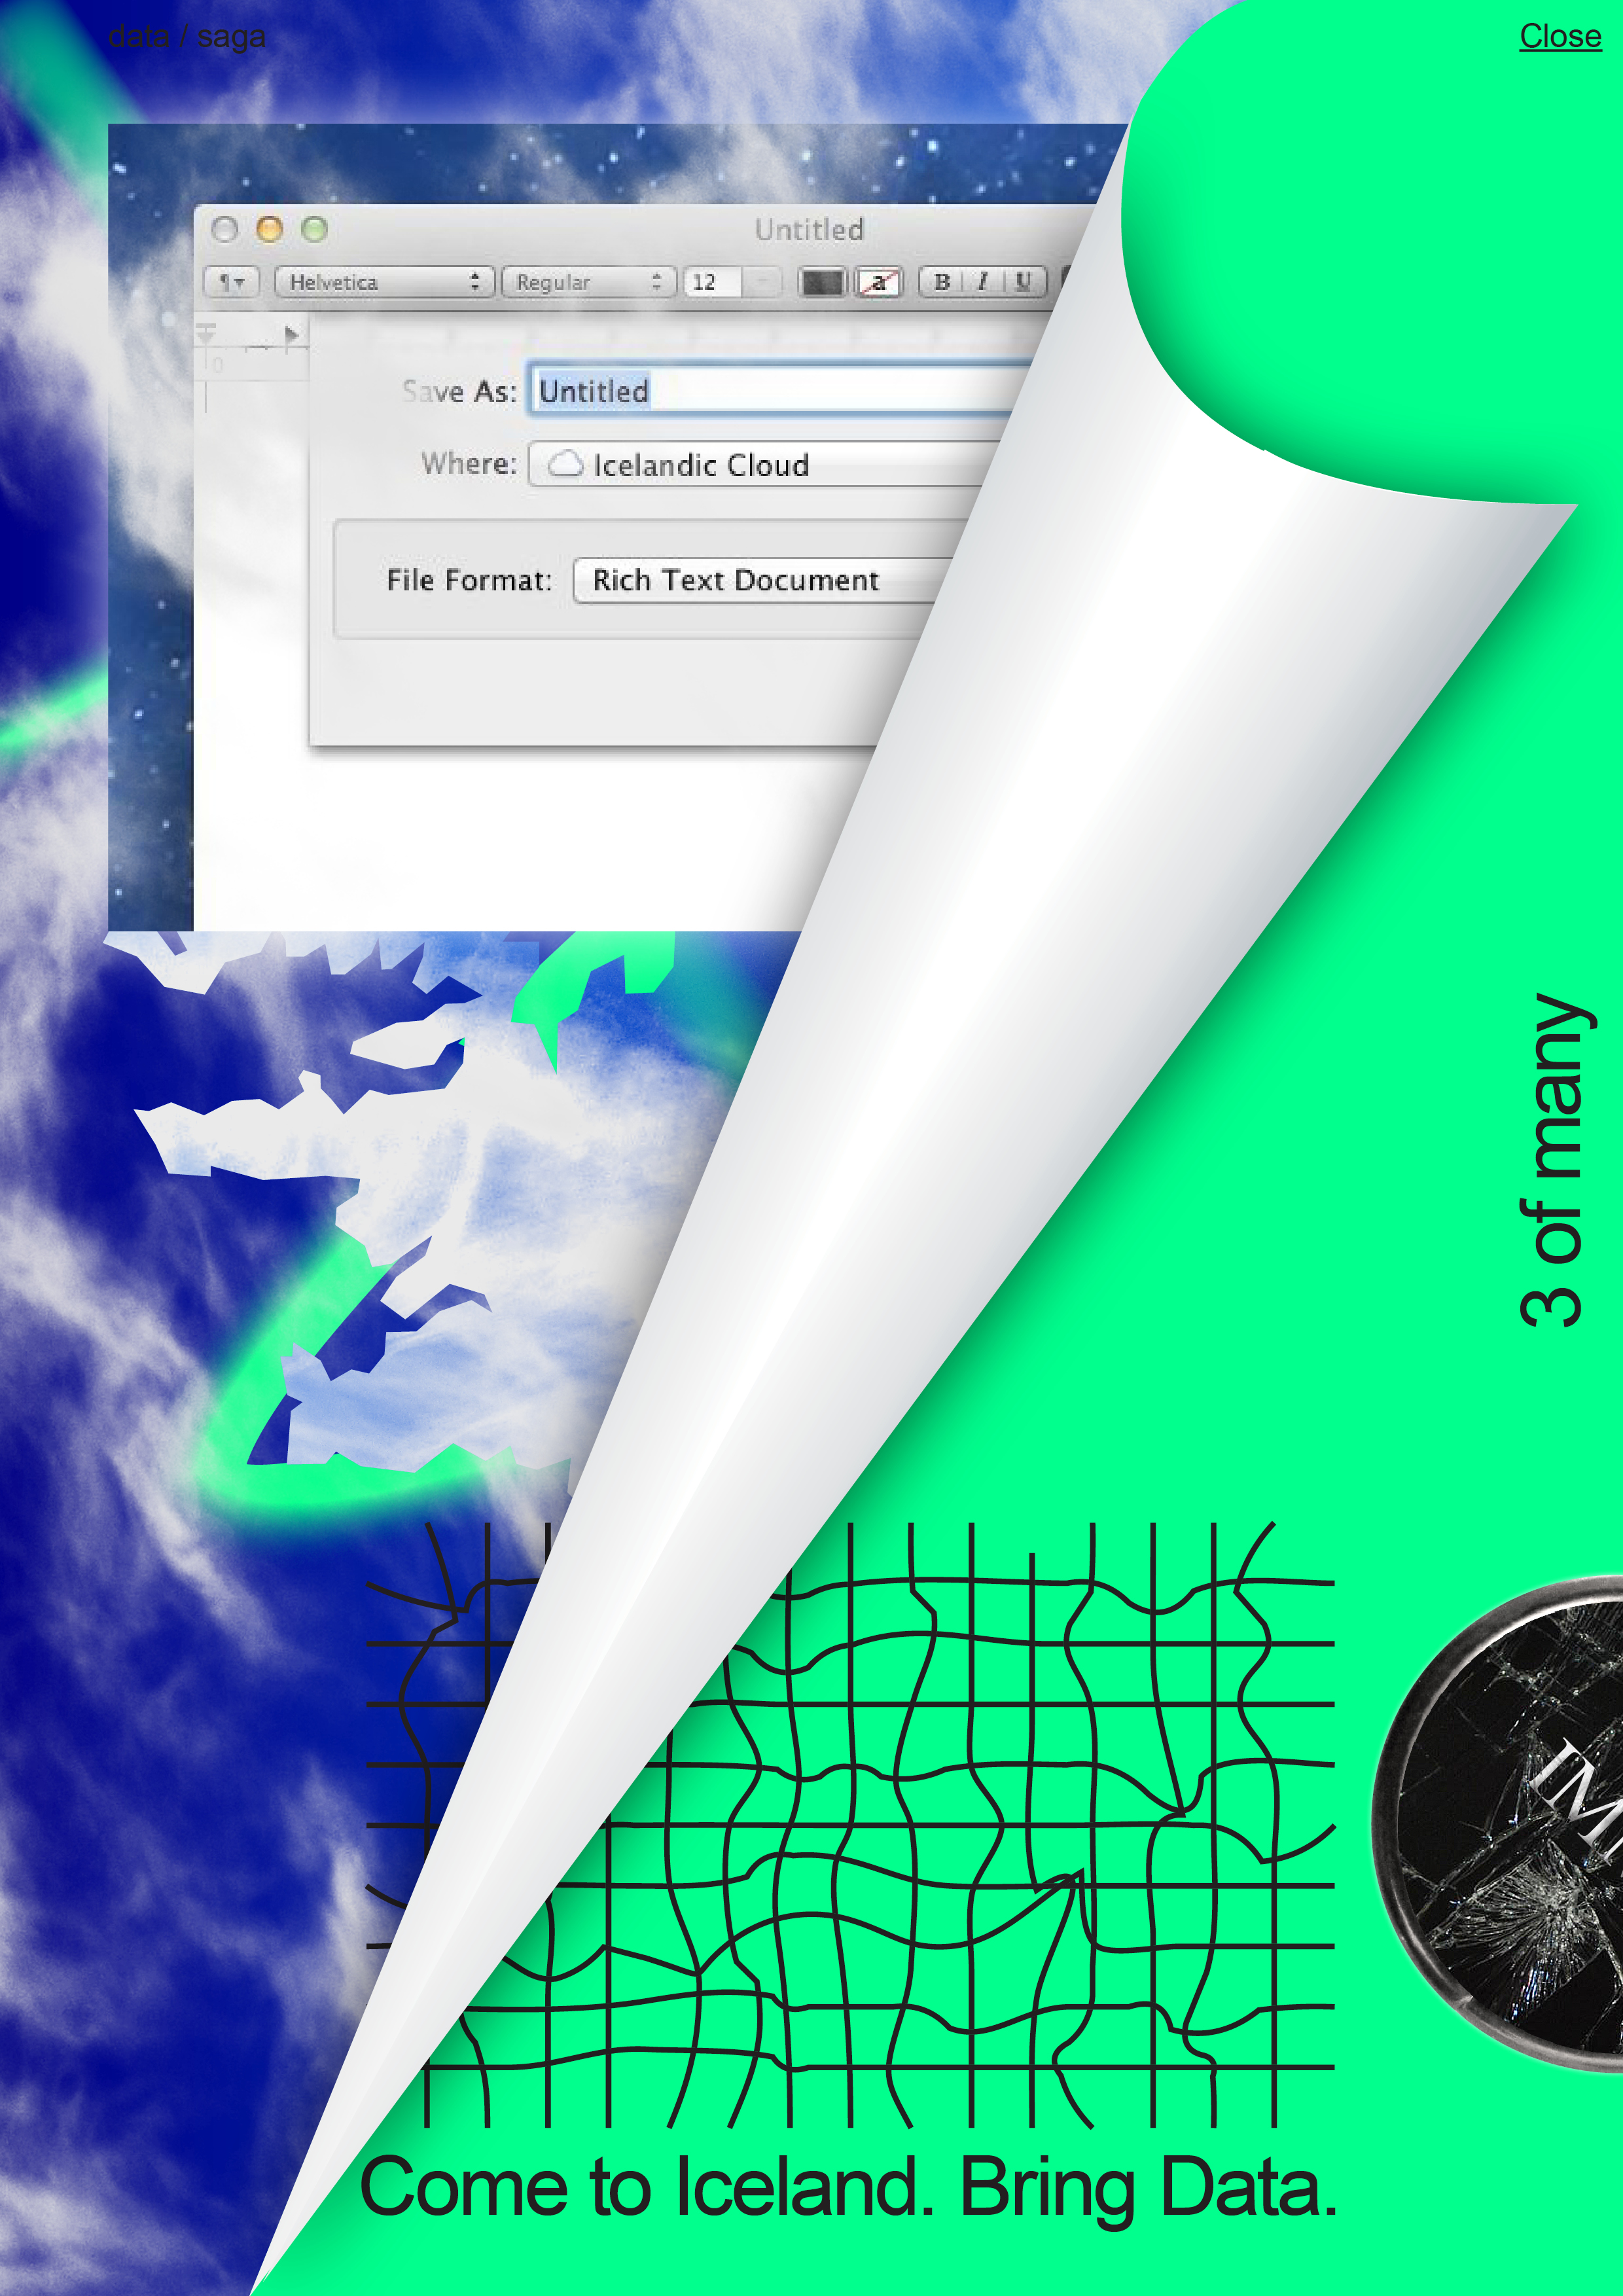 data / saga
Close
Untitled
Helvetica
Regular
12
a
B I U
0
Save As: Untitled
Where: Icelandic Cloud
File Format: Rich Text Document
3 of many
IM
Come to Iceland. Bring Data.